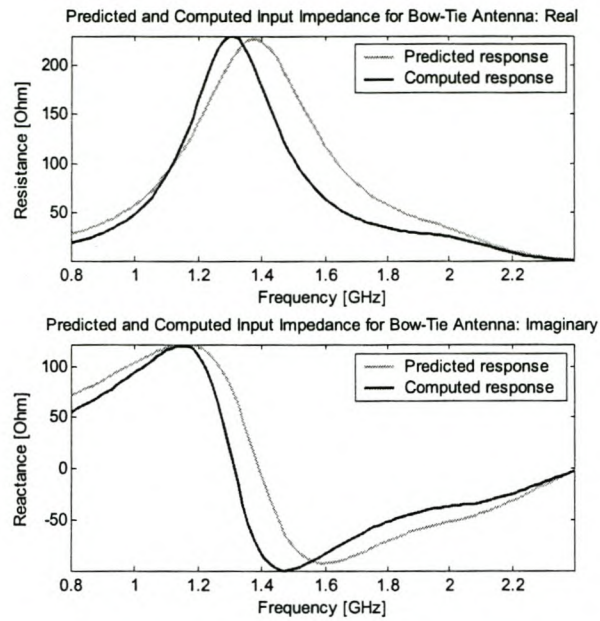 Predicted and Computed Input Impedance for Bow-Tie Antenna: Real
Resistance [Ohm]
200
150
100
50
Predicted response
Computed response
0.8 1 1.2 1.4 1.6 1.8 2 2.2
Frequency [GHz]
Predicted and Computed Input Impedance for Bow-Tie Antenna: Imaginary
Reactance [Ohm]
100
50
0
-50
Predicted response
Computed response
0.8 1 1.2 1.4 1.6 1.8 2 2.2
Frequency [GHz]